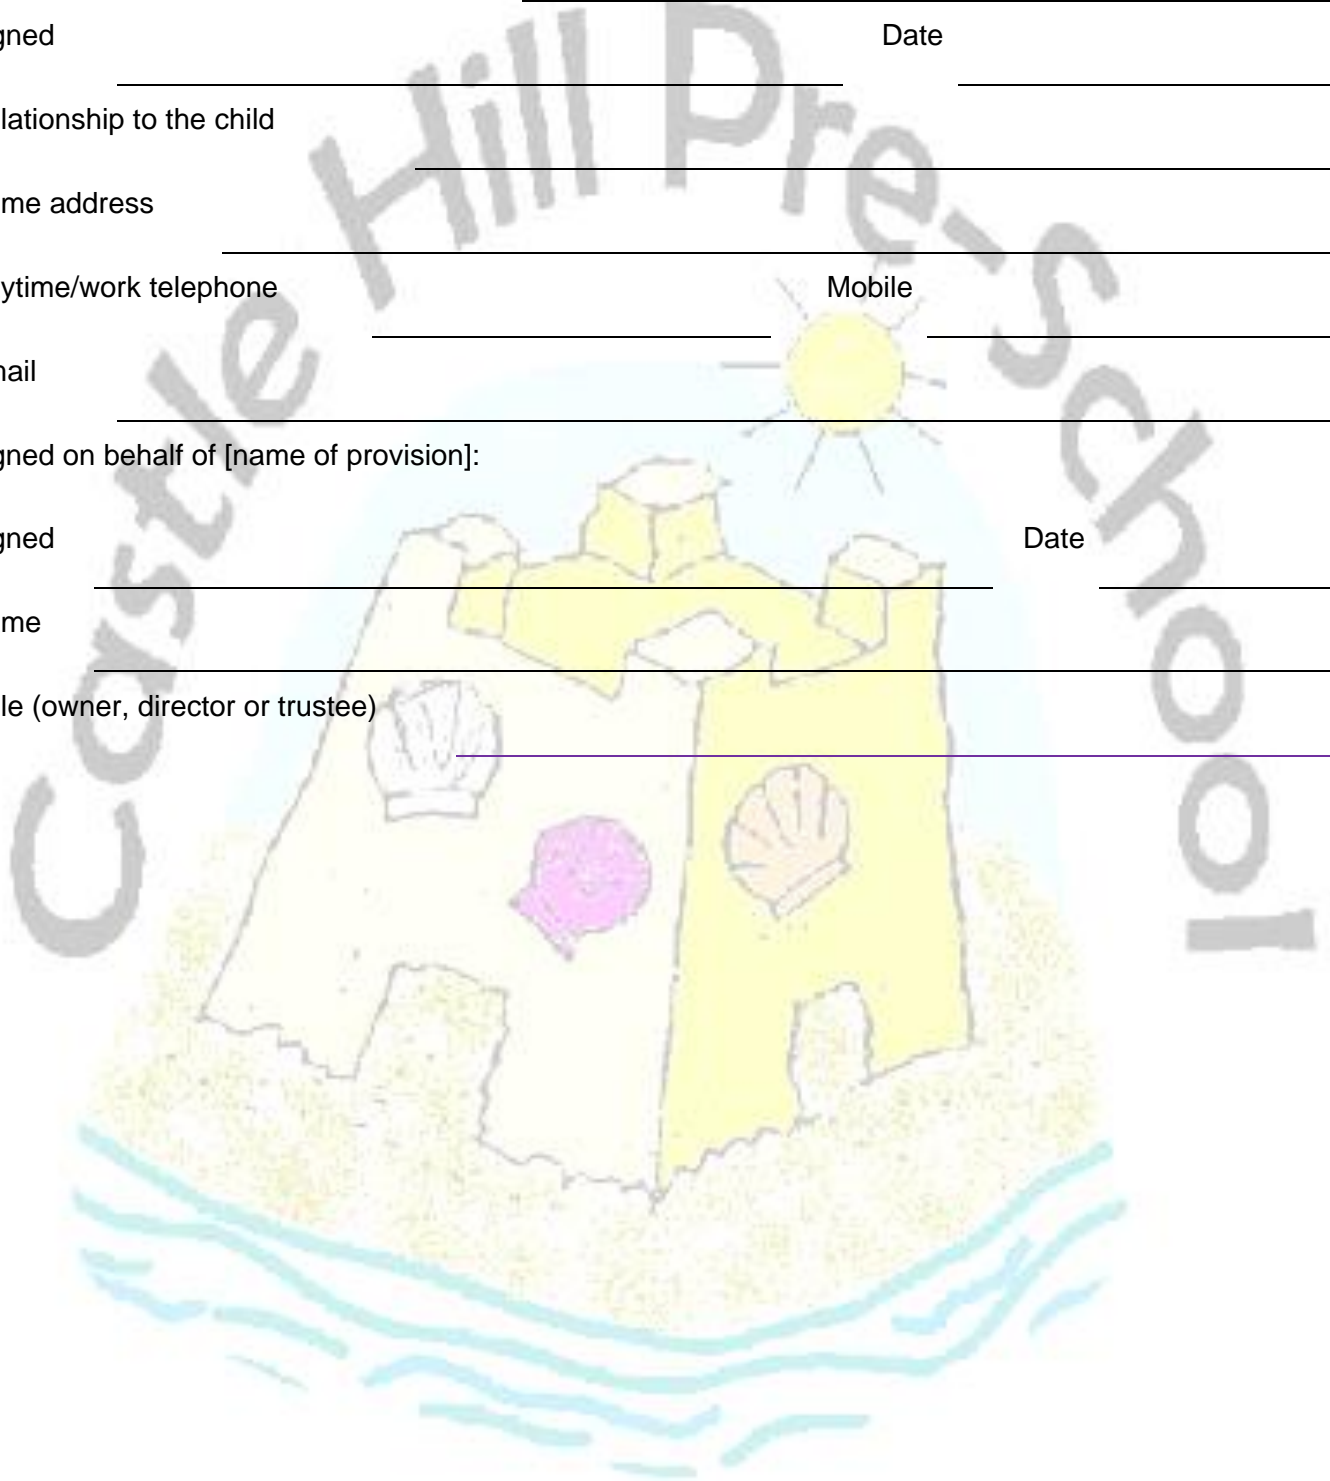 gned Date
lationship to the child
me address
ytime/work telephone Mobile
nail
gned on behalf of [name of provision]:
gned Date
me
le (owner, director or trustee)
Castle Hill Pre-School